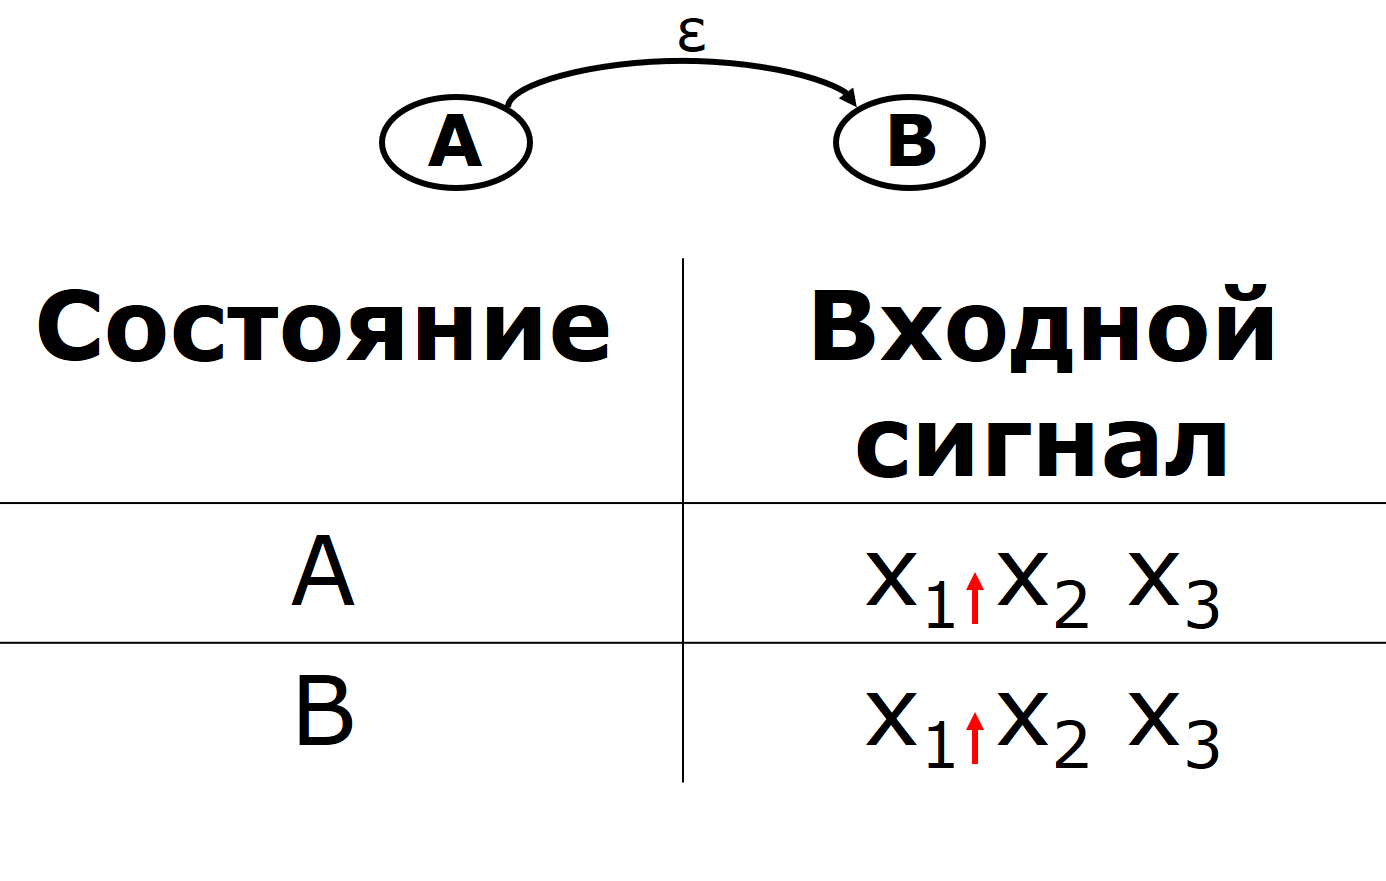 ε
A B
Состояние Входной
сигнал
A x₁ x₂ x₃
B x₁ x₂ x₃